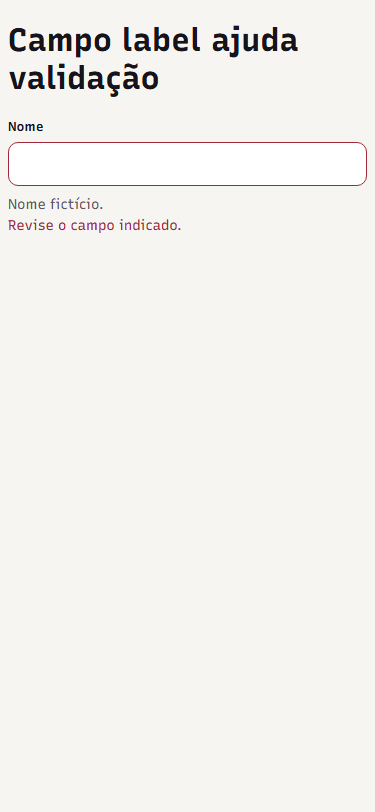 Campo label ajuda
validação
Nome
Nome fictício.
Revise o campo indicado.